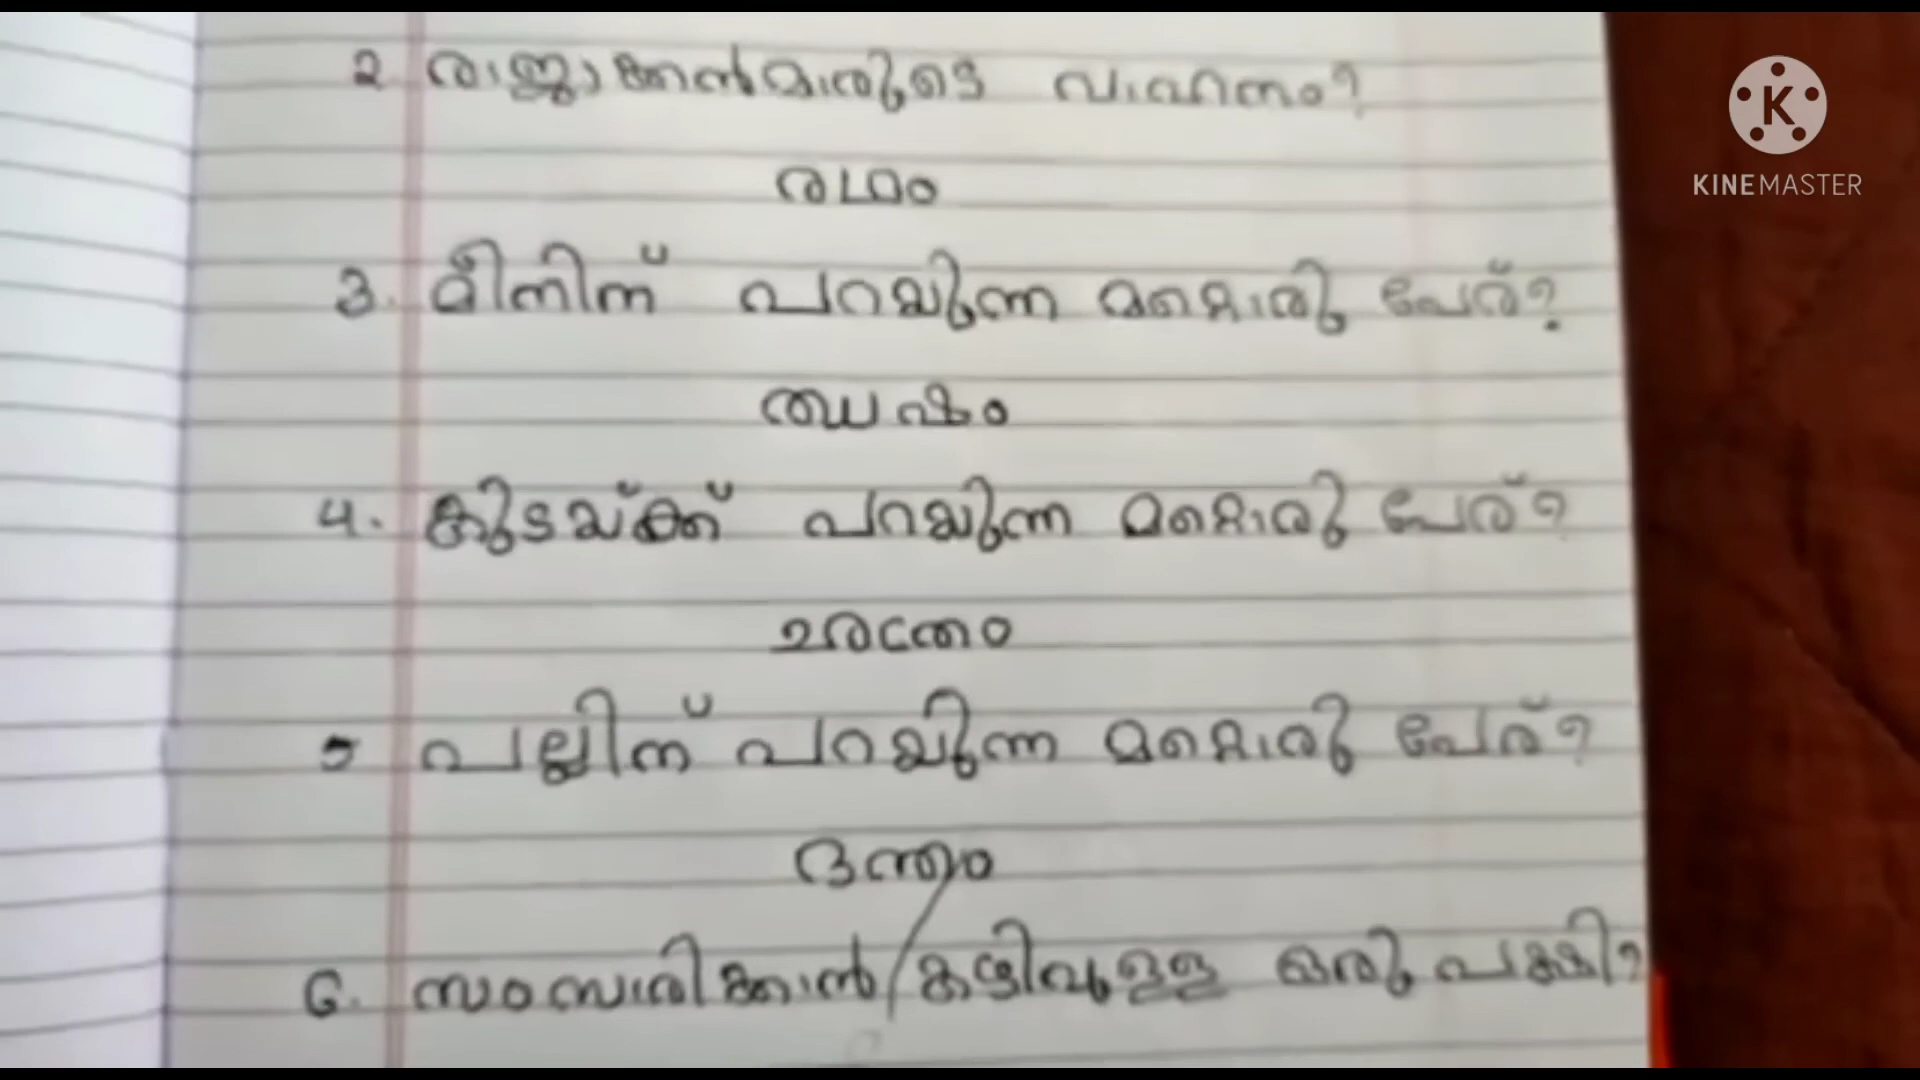 2 രാജാക്കൻമാരുടെ വാഹനം?
രഥം
3. മീനിന് പറയുന്ന മറ്റൊരു പേര്?
ഝഷം
4. കുടയ്ക്ക് പറയുന്ന മറ്റൊരു പേര്?
ഛത്രം
5 പല്ലിന് പറയുന്ന മറ്റൊരു പേര്?
ദന്തം
6. സംസാരിക്കാൻ കഴിവുള്ള ഒരു പക്ഷി?
K
KINEMASTER